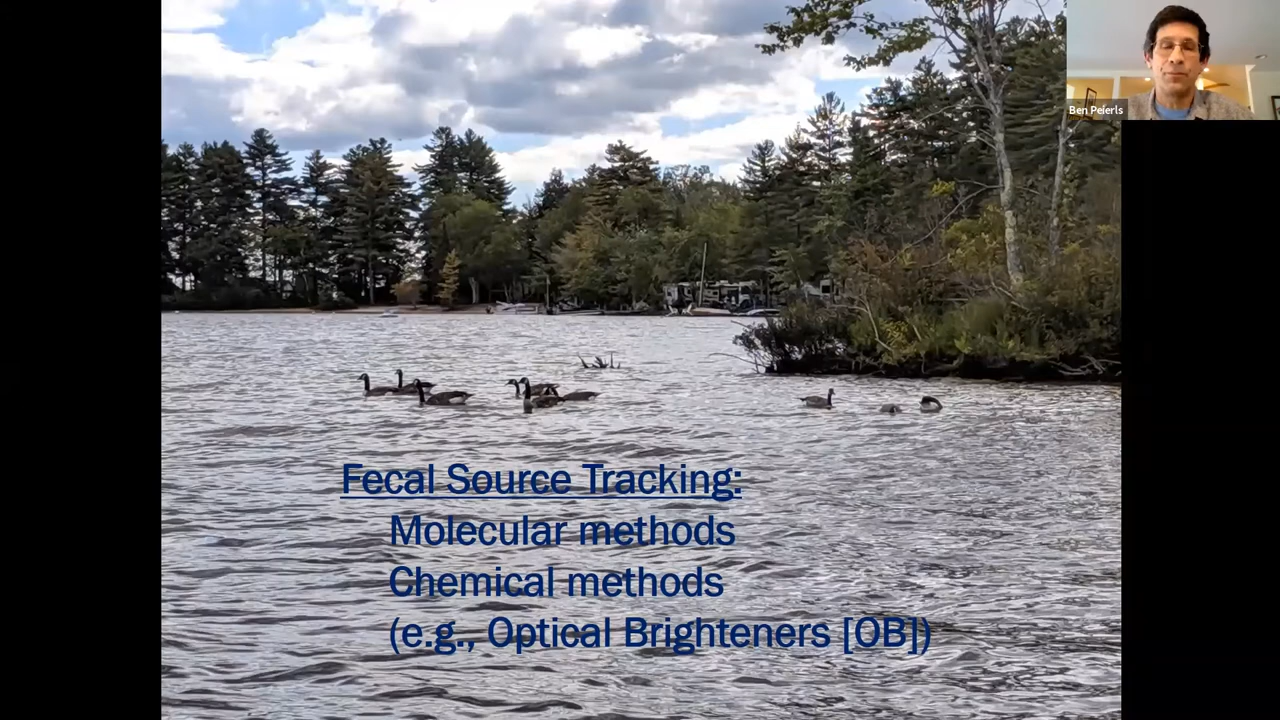 Ben Peierls
Fecal Source Tracking:
Molecular methods
Chemical methods
(e.g., Optical Brighteners [OB])